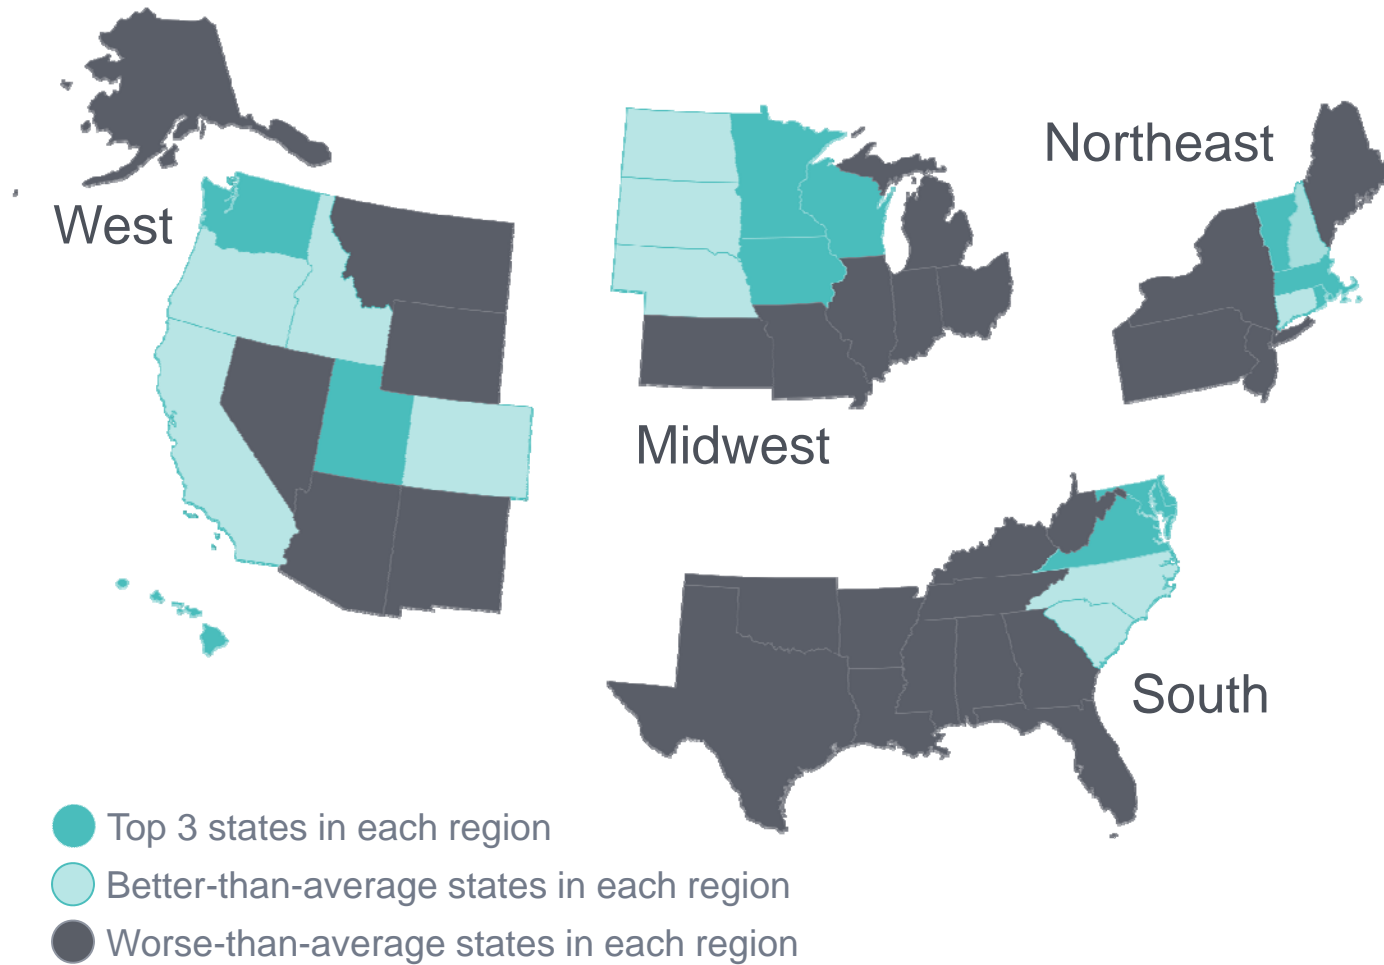 Northeast
West
Midwest
South
Top 3 states in each region
Better-than-average states in each region
Worse-than-average states in each region